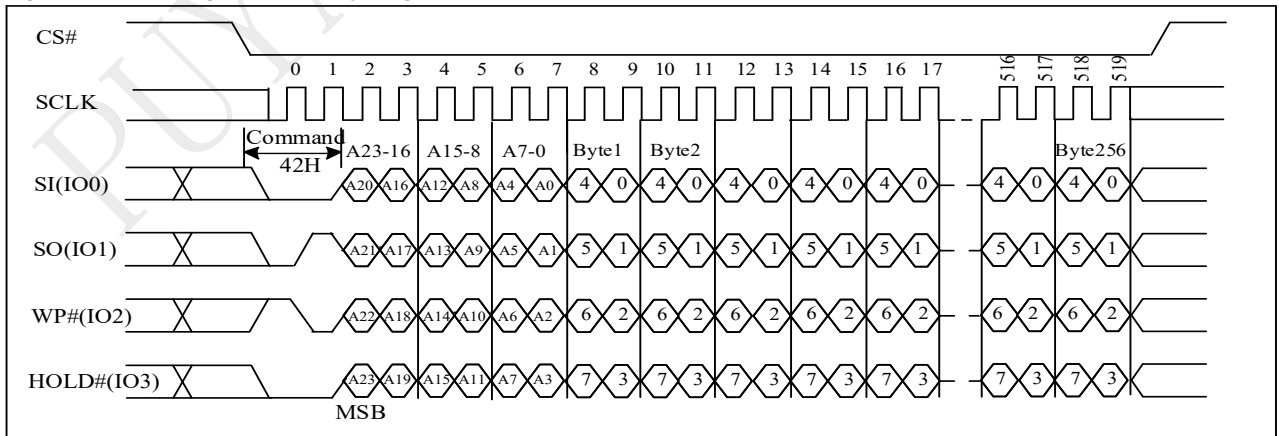 PUYA
CS#
0 1 2 3 4 5 6 7 8 9 10 11 12 13 14 15 16 17 516 517 518 519
SCLK
Command A23-16 A15-8 A7-0 Byte1 Byte2 Byte256
42H
SI(IO0) A20 A16 A12 A8 A4 A0 4 0 4 0 4 0 4 0 4 0 4 0 4 0
SO(IO1) A21 A17 A13 A9 A5 A1 5 1 5 1 5 1 5 1 5 1 5 1 5 1
WP#(IO2) A22 A18 A14 A10 A6 A2 6 2 6 2 6 2 6 2 6 2 6 2 6 2
HOLD#(IO3) A23 A19 A15 A11 A7 A3 7 3 7 3 7 3 7 3 7 3 7 3 7 3
MSB